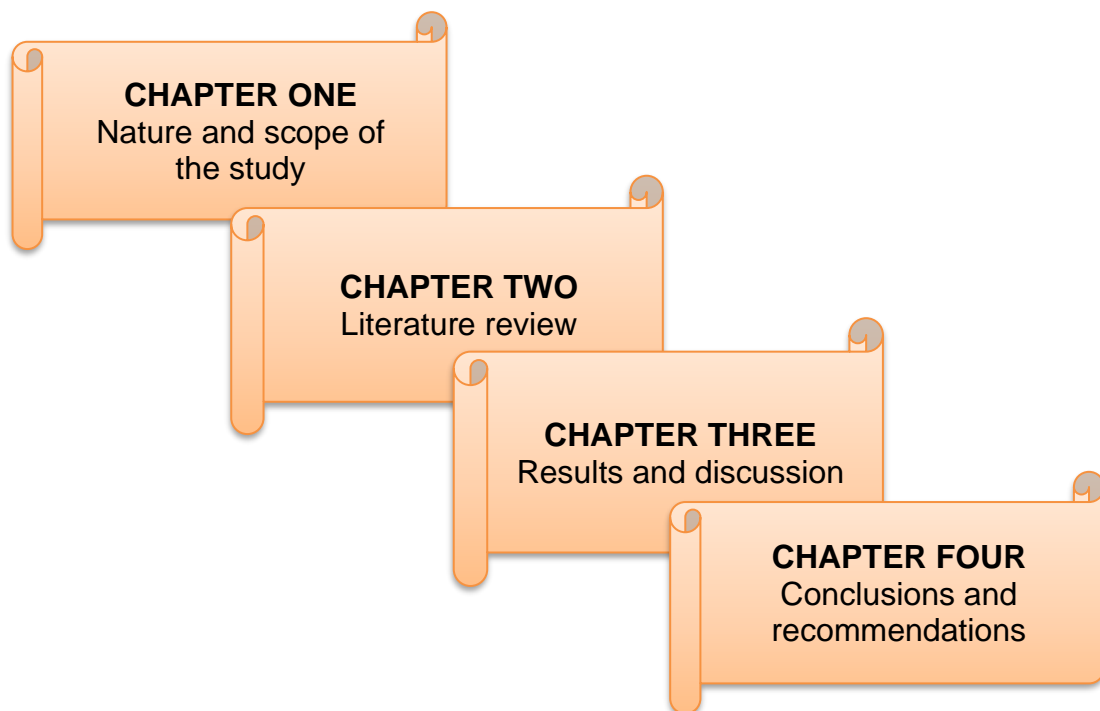 CHAPTER ONE
Nature and scope of
the study
CHAPTER TWO
Literature review
CHAPTER THREE
Results and discussion
CHAPTER FOUR
Conclusions and
recommendations